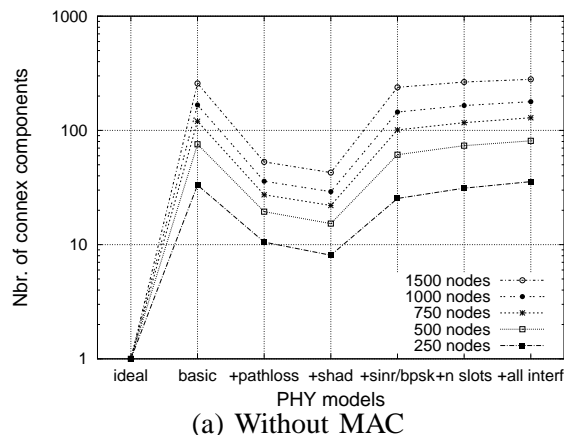 1000
100
10
1
Nbr. of connex components
1500 nodes
1000 nodes
750 nodes
500 nodes
250 nodes
ideal basic +pathloss +shad +sinr/bpsk +n slots +all interf
PHY models
(a) Without MAC